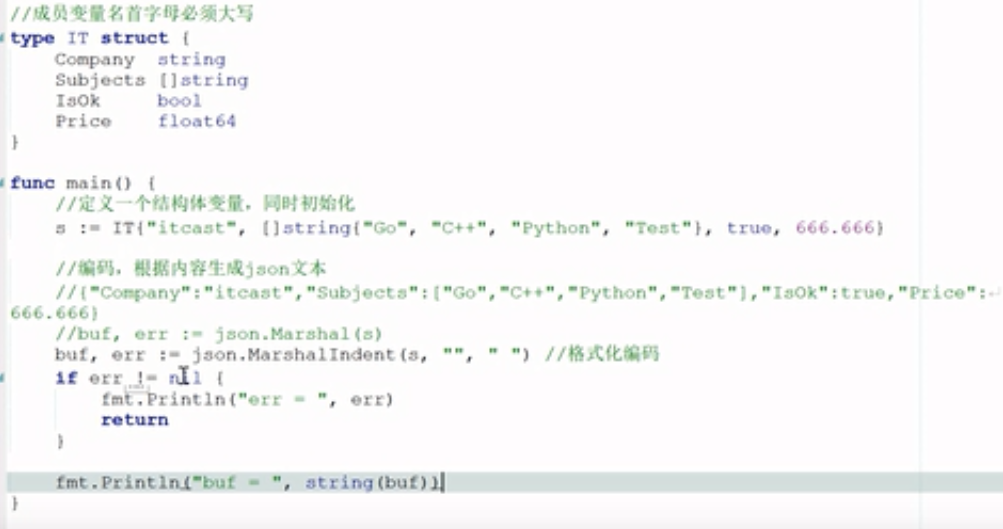 //成员变量名首字母必须大写
type IT struct {
    Company  string
    Subjects []string
    IsOk     bool
    Price    float64
}
func main() {
    //定义一个结构体变量，同时初始化
    s := IT{"itcast", []string{"Go", "C++", "Python", "Test"}, true, 666.666}
    //编码，根据内容生成json文本
    //{"Company":"itcast","Subjects":["Go","C++","Python","Test"],"IsOk":true,"Price":
666.666}
    //buf, err := json.Marshal(s)
    buf, err := json.MarshalIndent(s, "", " ") //格式化编码
    if err != nil {
        fmt.Println("err = ", err)
        return
    }
    fmt.Println("buf = ", string(buf))
}